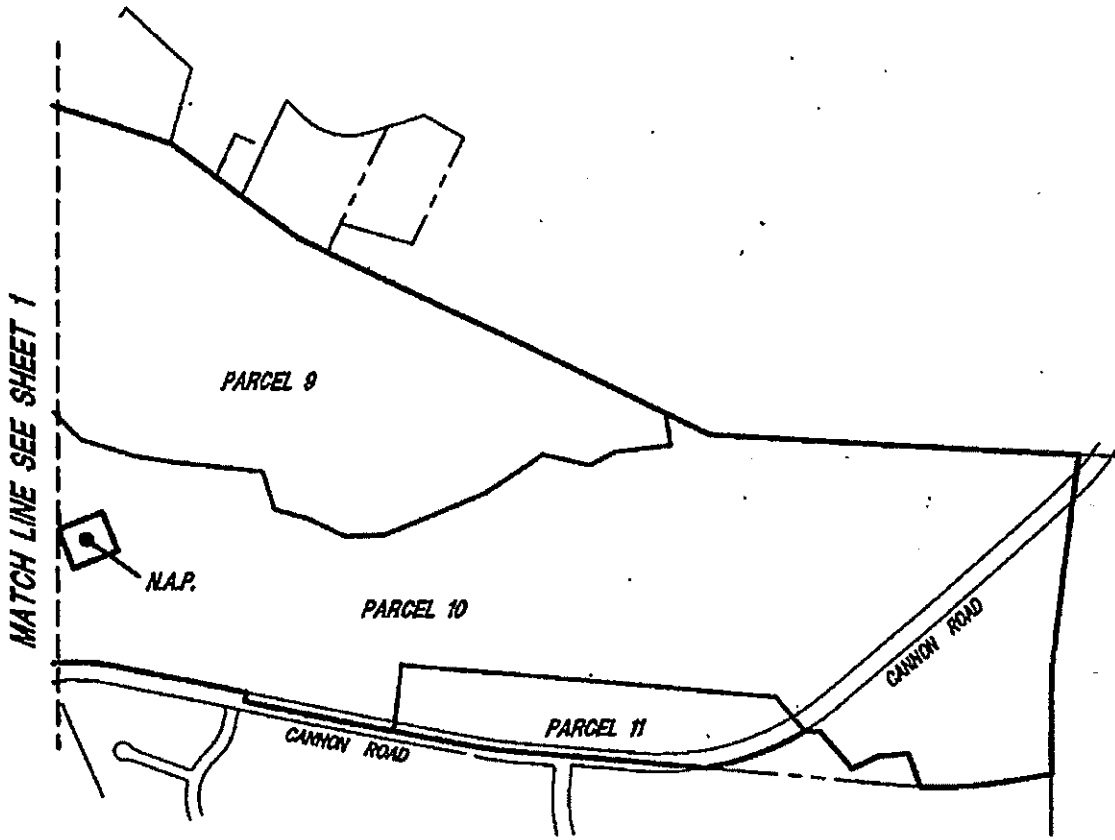 MATCH LINE SEE SHEET 1
PARCEL 9
N.A.P.
PARCEL 10
CANNON ROAD
PARCEL 11
CANNON ROAD